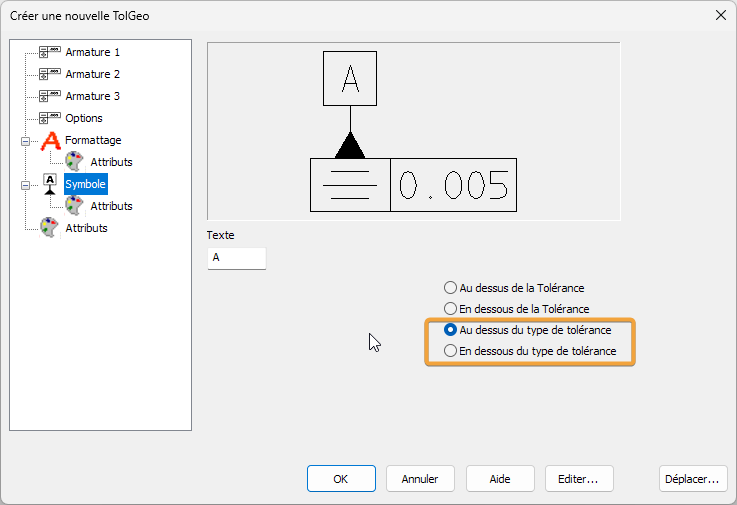 Créer une nouvelle TolGeo
Armature 1
Armature 2
Armature 3
Options
Formattage
Attributs
A
Symbole
Attributs
Attributs
A
0.005
Texte
A
Au dessus de la Tolérance
En dessous de la Tolérance
Au dessus du type de tolérance
En dessous du type de tolérance
OK
Annuler
Aide
Editer...
Déplacer...